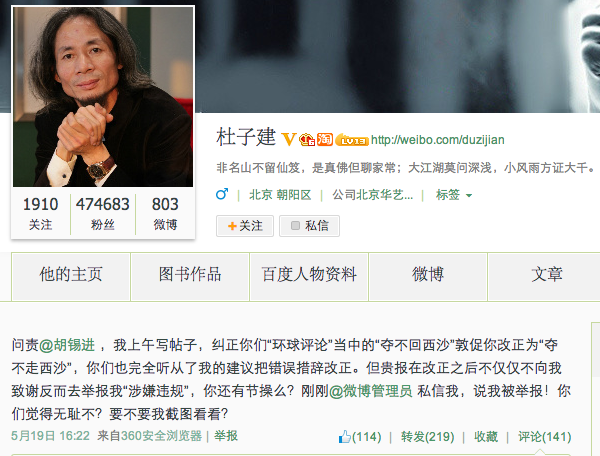 杜子建 淘 LV13 http://weibo.com/duzijian
非名山不留仙笈，是真佛但聊家常；大江湖莫问深浅，小风雨方证大千。
♂ | 北京 朝阳区 | 公司北京华艺... | 标签
1910 474683 803
关注 粉丝 微博
+关注 私信
他的主页 图书作品 百度人物资料 微博 文章
问责@胡锡进 ，我上午写帖子，纠正你们“环球评论”当中的“夺不回西沙”敦促你改正为“夺
不走西沙”，你们也完全听从了我的建议把错误措辞改正。但贵报在改正之后不仅仅不向我
致谢反而去举报我“涉嫌违规”，你还有节操么？刚刚@微博管理员 私信我，说我被举报！你
们觉得无耻不？要不要我截图看看？
5月19日 16:22 来自360安全浏览器 | 举报 (114) | 转发(219) | 收藏 | 评论(141)